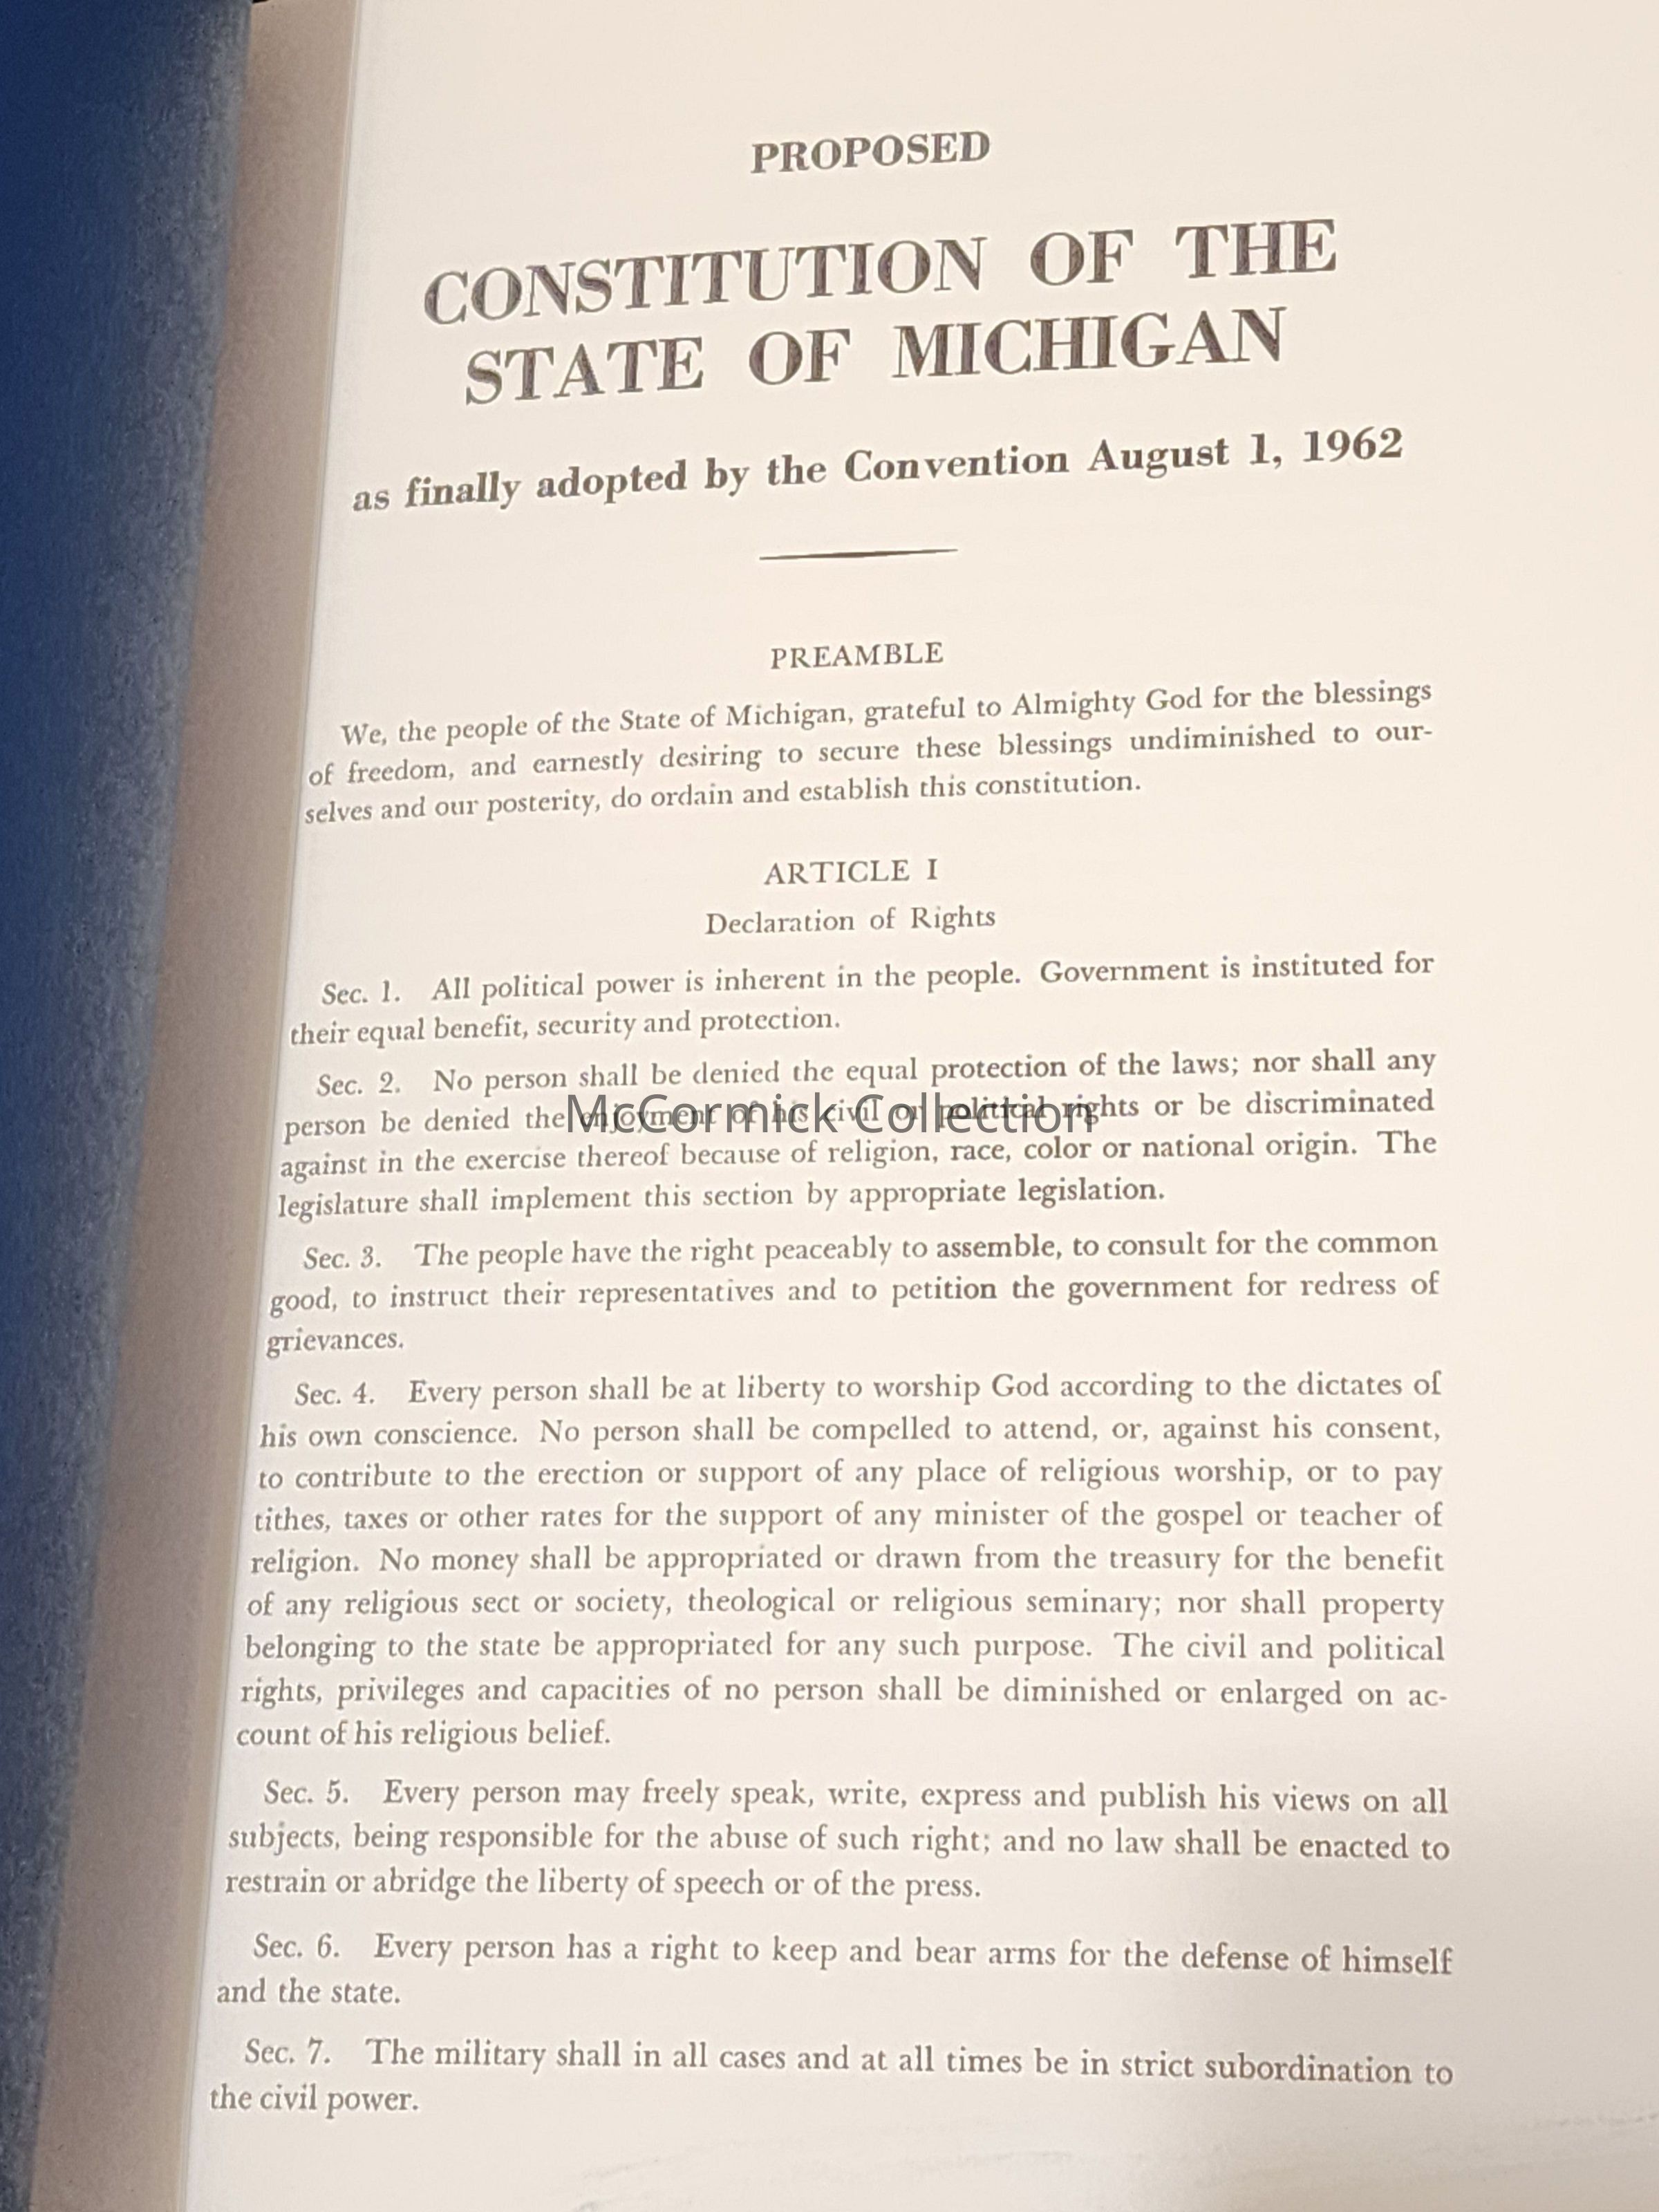 PROPOSED
CONSTITUTION OF THE
STATE OF MICHIGAN
as finally adopted by the Convention August 1, 1962
PREAMBLE
We, the people of the State of Michigan, grateful to Almighty God for the blessings
of freedom, and earnestly desiring to secure these blessings undiminished to our-
selves and our posterity, do ordain and establish this constitution.
ARTICLE I
Declaration of Rights
Sec. 1. All political power is inherent in the people. Government is instituted for
their equal benefit, security and protection.
Sec. 2. No person shall be denied the equal protection of the laws; nor shall any
person be denied the enjoyment of his civil or political rights or be discriminated
McCormick Collection
against in the exercise thereof because of religion, race, color or national origin. The
legislature shall implement this section by appropriate legislation.
Sec. 3. The people have the right peaceably to assemble, to consult for the common
good, to instruct their representatives and to petition the government for redress of
grievances.
Sec. 4. Every person shall be at liberty to worship God according to the dictates of
his own conscience. No person shall be compelled to attend, or, against his consent,
to contribute to the erection or support of any place of religious worship, or to pay
tithes, taxes or other rates for the support of any minister of the gospel or teacher of
religion. No money shall be appropriated or drawn from the treasury for the benefit
of any religious sect or society, theological or religious seminary; nor shall property
belonging to the state be appropriated for any such purpose. The civil and political
rights, privileges and capacities of no person shall be diminished or enlarged on ac-
count of his religious belief.
Sec. 5. Every person may freely speak, write, express and publish his views on all
subjects, being responsible for the abuse of such right; and no law shall be enacted to
restrain or abridge the liberty of speech or of the press.
Sec. 6. Every person has a right to keep and bear arms for the defense of himself
and the state.
Sec. 7. The military shall in all cases and at all times be in strict subordination to
the civil power.